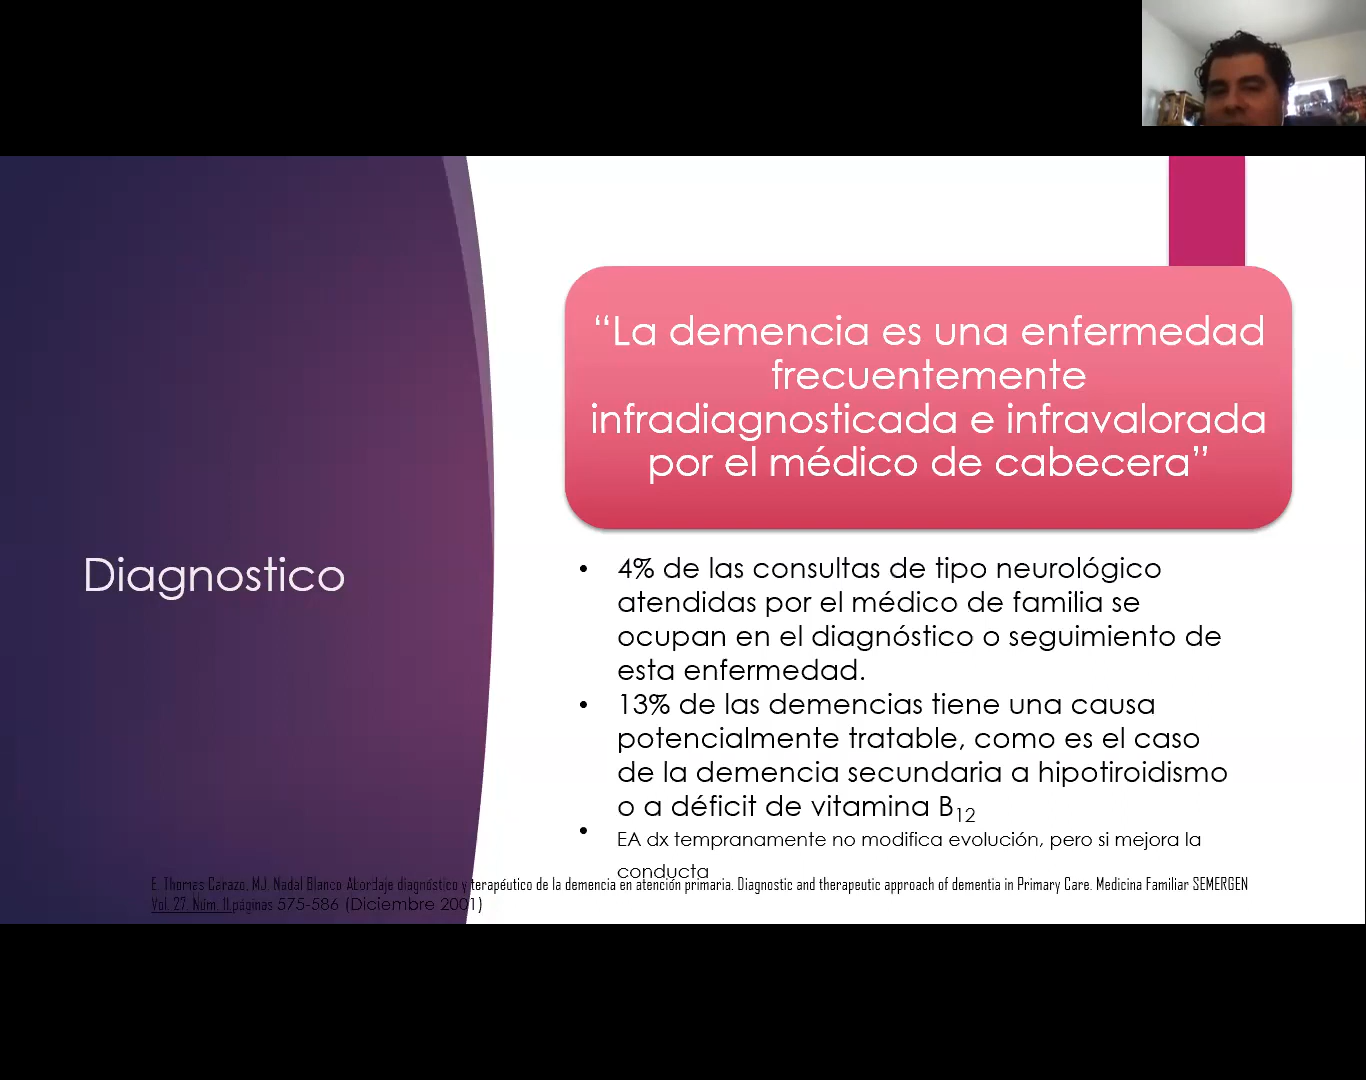 Diagnostico
“La demencia es una enfermedad
frecuentemente
infradiagnosticada e infravalorada
por el médico de cabecera”
• 4% de las consultas de tipo neurológico
atendidas por el médico de familia se
ocupan en el diagnóstico o seguimiento de
esta enfermedad.
• 13% de las demencias tiene una causa
potencialmente tratable, como es el caso
de la demencia secundaria a hipotiroidismo
o a déficit de vitamina B12
• EA dx tempranamente no modifica evolución, pero si mejora la
conducta
E. Thomas Carazo, MJ. Nadal Blanco Abordaje diagnóstico y terapéutico de la demencia en atención primaria. Diagnostic and therapeutic approach of dementia in Primary Care. Medicina Familiar SEMERGEN
Vol. 27. Núm. 11.páginas 575-586 (Diciembre 2001)